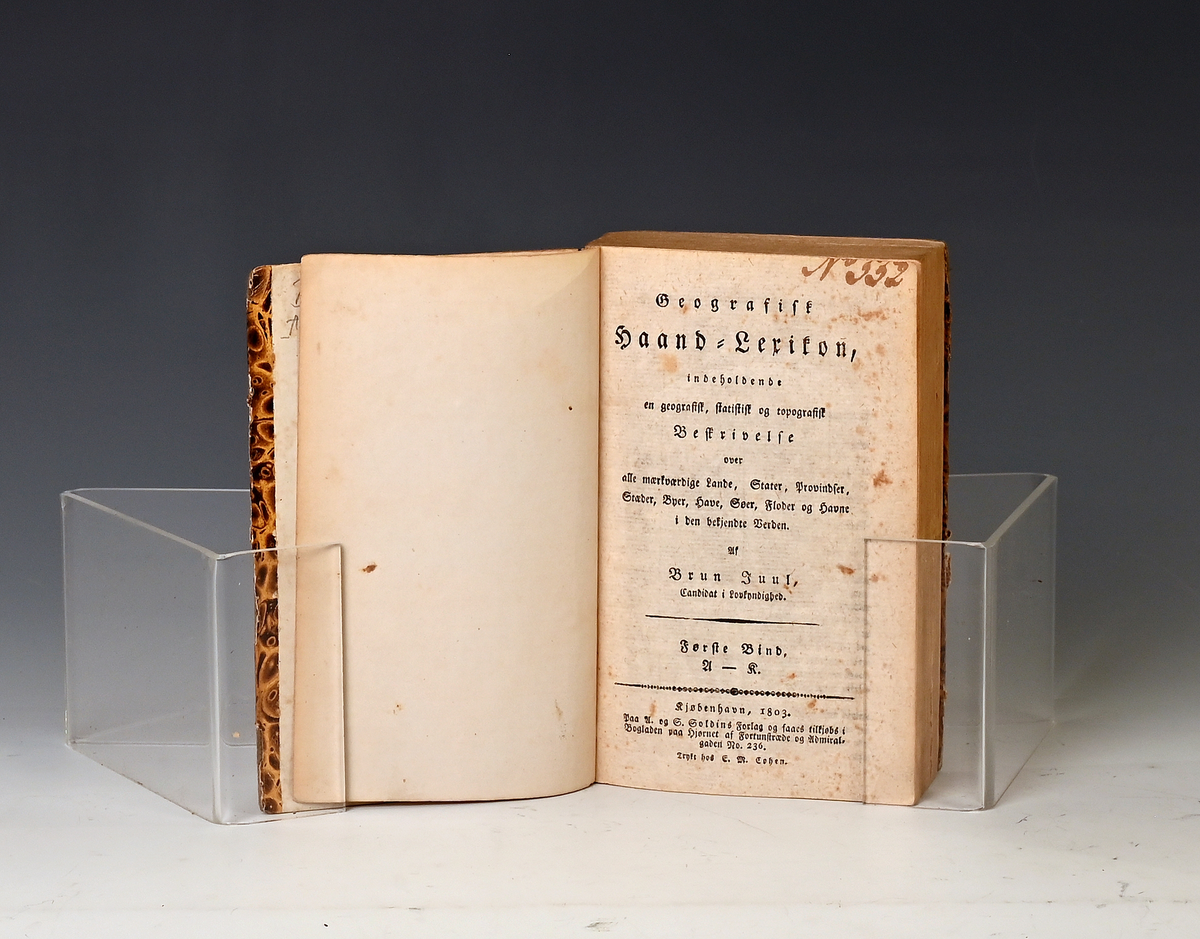 No 552
Geografisk
Haand-Lexikon,
indeholdende
en geografisk, statistisk og topografisk
Beskrivelse
over
alle mærkværdige Lande, Stater, Provindser,
Stæder, Byer, Have, Søer, Floder og Havne
i den bekjendte Verden.
Af
Brun Juul,
Candidat i Lovkyndighed.
Første Bind,
A — K.
Kjøbenhavn, 1803.
Paa A. og S. Soldins Forlag og faaes tilkjøbs i
Bogladen paa Hjørnet af Fortunstræde og Admiral-
gaden No. 236.
Trykt hos E. M. Cohen.